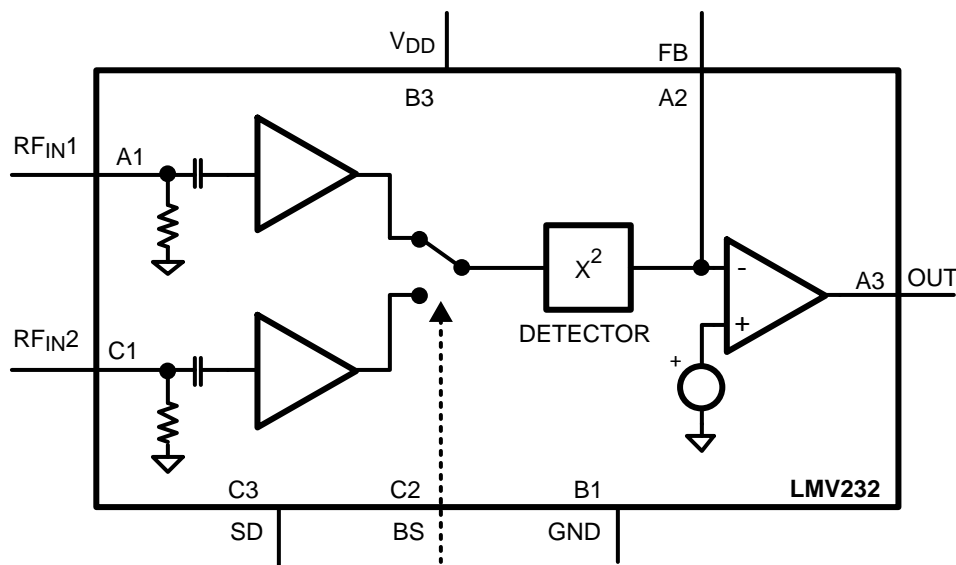 VDD
FB
B3
A2
RFIN1
A1
X2
-
A3
OUT
DETECTOR
+
+
RFIN2
C1
C3
C2
B1
LMV232
SD
BS
GND